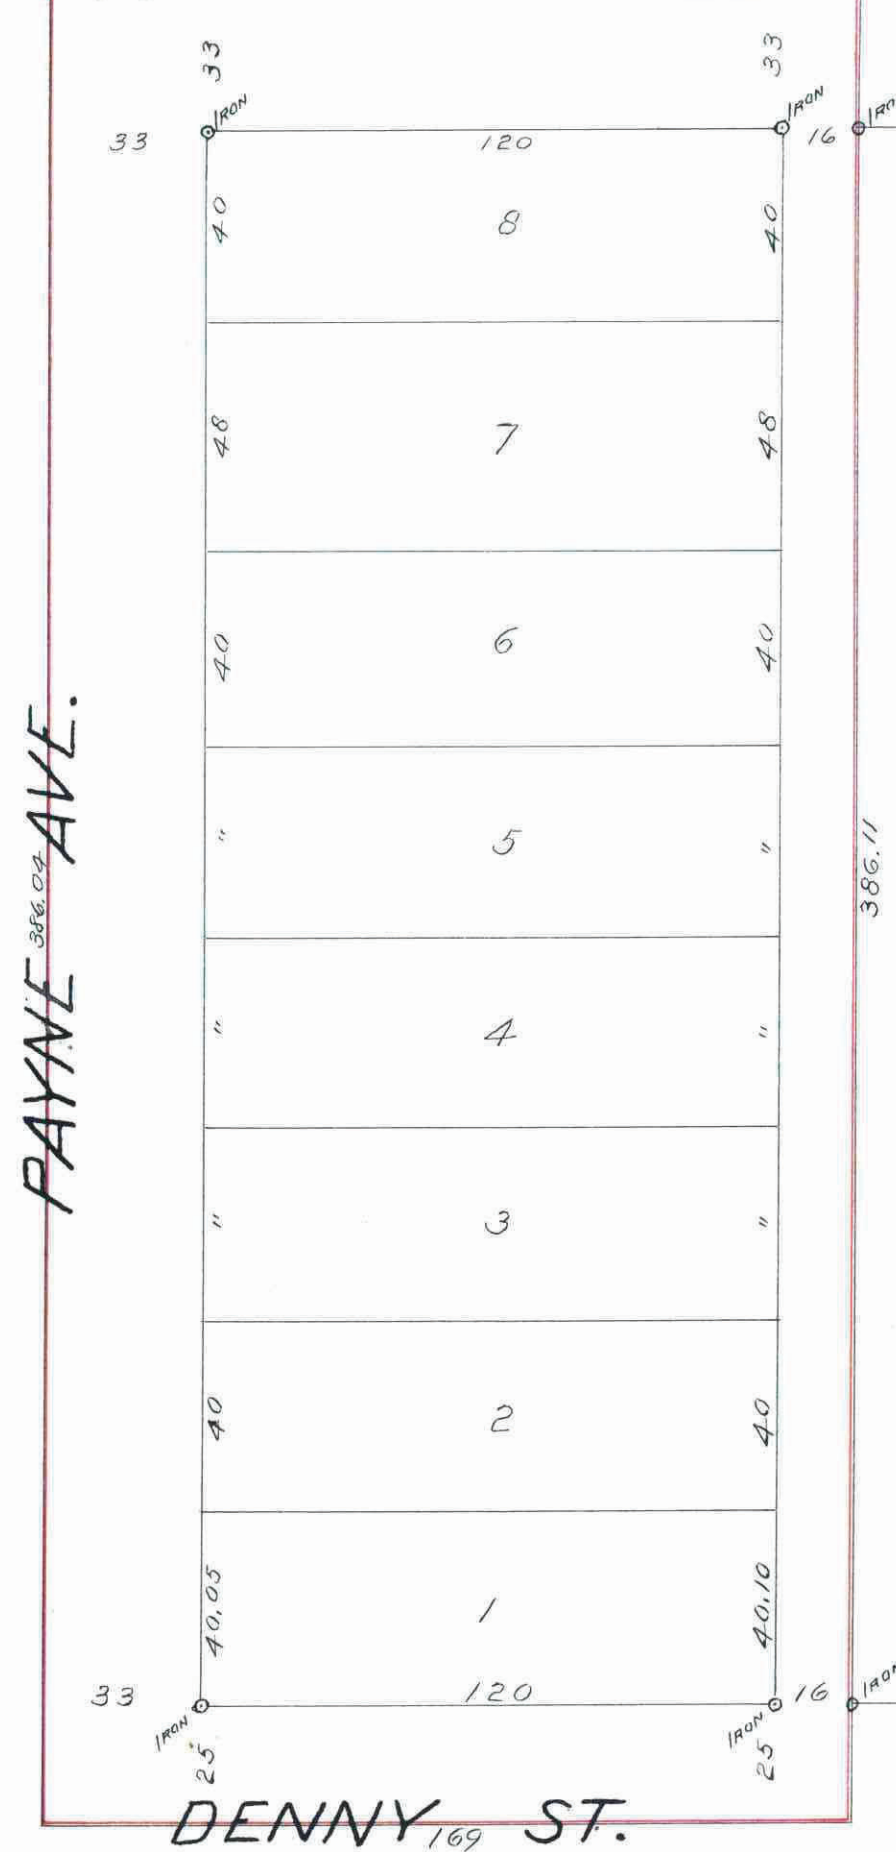 33 33
IRON IRON
33 120 16
40 8 40
48 7 48
40 6 40
" 5 "
" 4 "
" 3 "
40 2 40
40.05 1 40.10
33 120 16
IRON IRON IRON
25 25
PAYNE AVE.
386.04
386.11
DENNY ST.
169